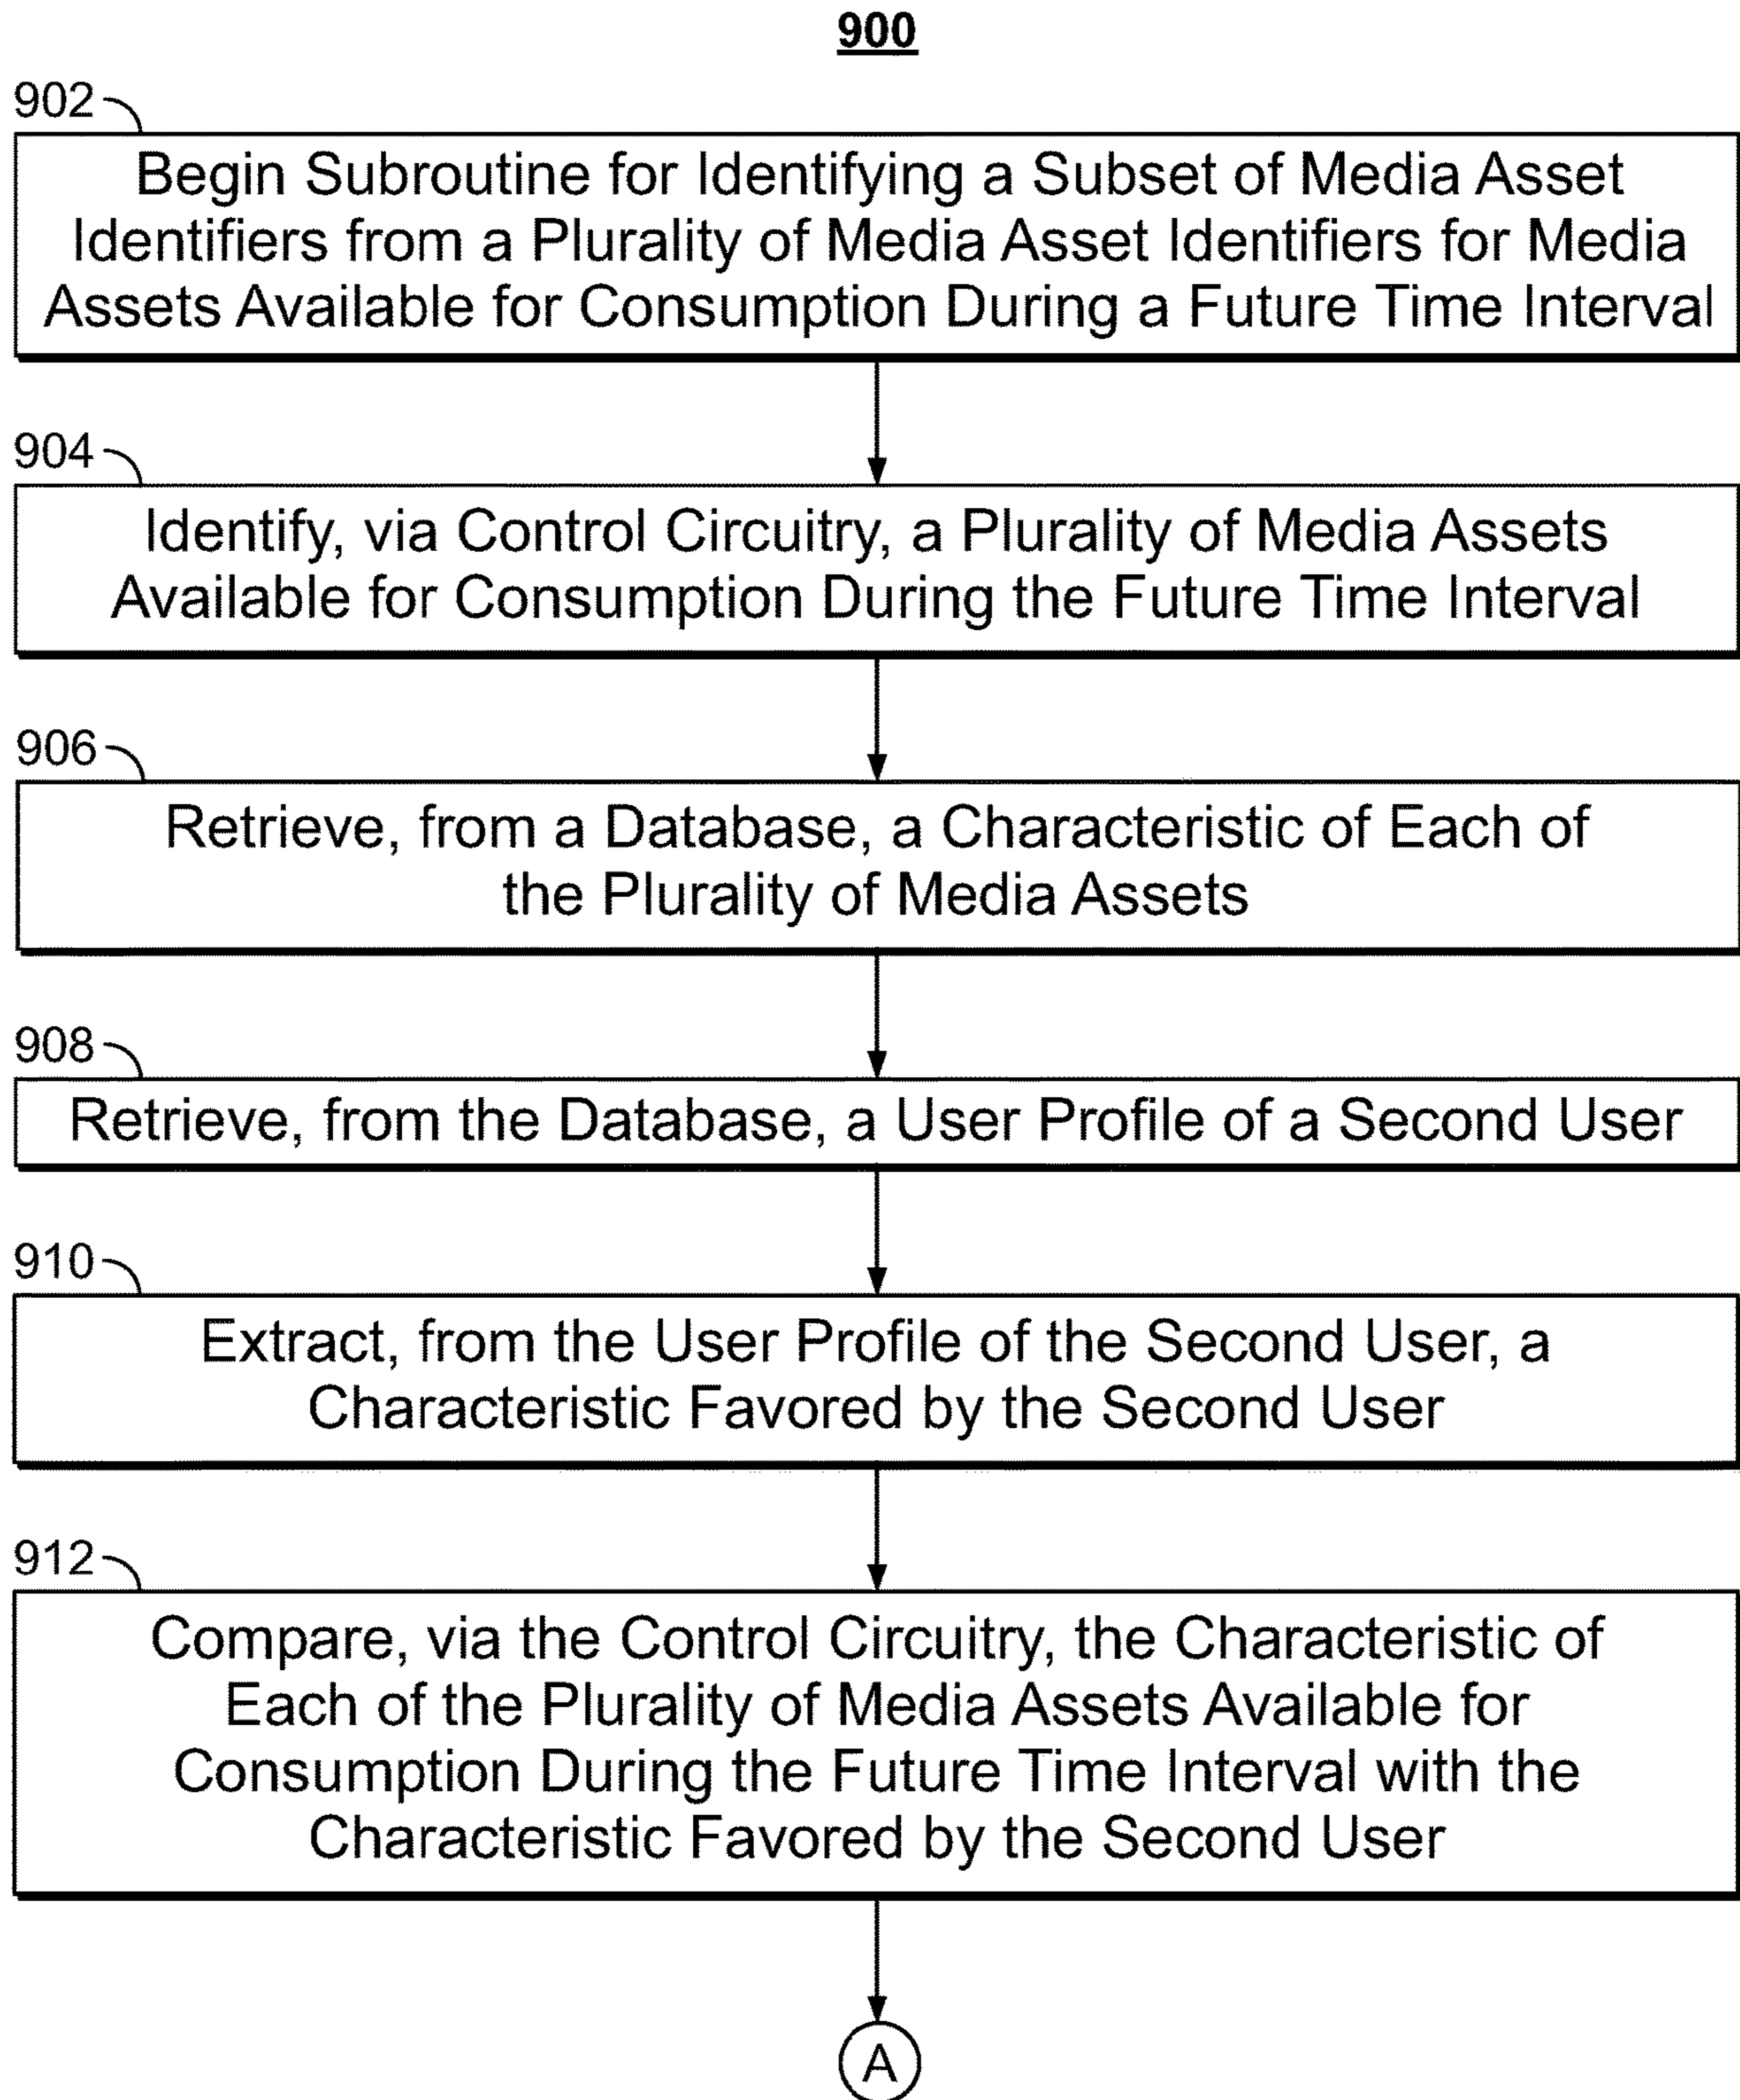 900
902
Begin Subroutine for Identifying a Subset of Media Asset
Identifiers from a Plurality of Media Asset Identifiers for Media
Assets Available for Consumption During a Future Time Interval
904
Identify, via Control Circuitry, a Plurality of Media Assets
Available for Consumption During the Future Time Interval
906
Retrieve, from a Database, a Characteristic of Each of
the Plurality of Media Assets
908
Retrieve, from the Database, a User Profile of a Second User
910
Extract, from the User Profile of the Second User, a
Characteristic Favored by the Second User
912
Compare, via the Control Circuitry, the Characteristic of
Each of the Plurality of Media Assets Available for
Consumption During the Future Time Interval with the
Characteristic Favored by the Second User
A